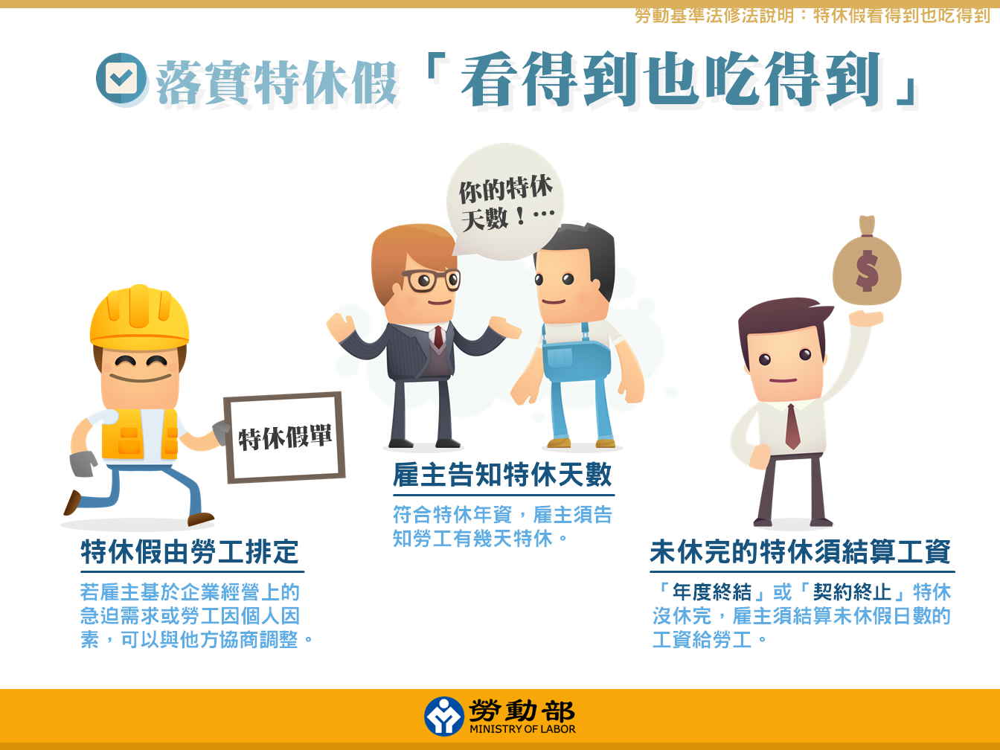 勞動基準法修法說明：特休假看得到也吃得到
落實特休假「看得到也吃得到」
你的特休
天數！…
特休假單
特休假由勞工排定
若雇主基於企業經營上的
急迫需求或勞工因個人因
素，可以與他方協商調整。
雇主告知特休天數
符合特休年資，雇主須告
知勞工有幾天特休。
$
未休完的特休須結算工資
「年度終結」或「契約終止」特休
沒休完，雇主須結算未休假日數的
工資給勞工。
勞動部
MINISTRY OF LABOR